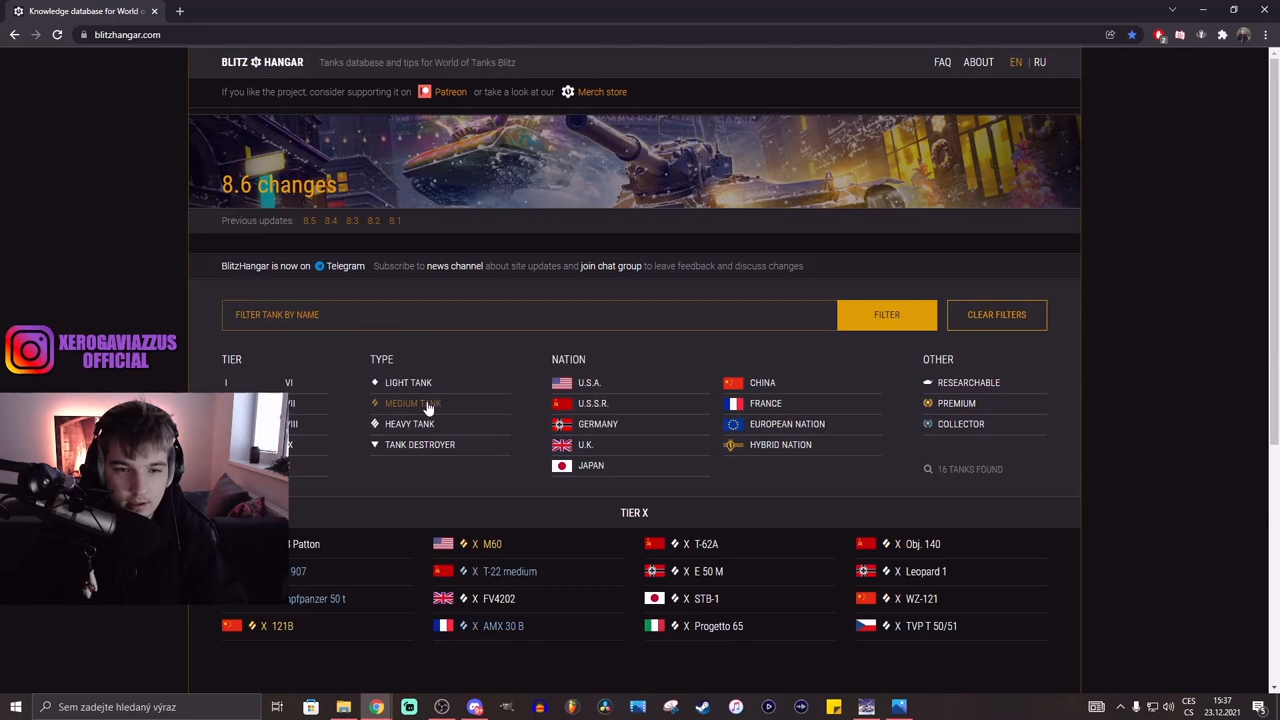 Knowledge database for World o
blitzhangar.com
2
BLITZ HANGAR
Tanks database and tips for World of Tanks Blitz
FAQ ABOUT EN | RU
If you like the project, consider supporting it on Patreon or take a look at our Merch store
8.6 changes
Previous updates: 8.5 8.4 8.3 8.2 8.1
BlitzHangar is now on Telegram Subscribe to news channel about site updates and join chat group to leave feedback and discuss changes
FILTER TANK BY NAME
FILTER
CLEAR FILTERS
XEROGAVIAZZUS
OFFICIAL
TIER
I VI
TYPE
LIGHT TANK
MEDIUM TANK
HEAVY TANK
TANK DESTROYER
NATION
U.S.A.
U.S.S.R.
GERMANY
U.K.
JAPAN
CHINA
FRANCE
EUROPEAN NATION
HYBRID NATION
OTHER
RESEARCHABLE
PREMIUM
COLLECTOR
16 TANKS FOUND
TIER X
Patton X M60 X T-62A X Obj. 140
907 X T-22 medium X E 50 M X Leopard 1
50 t X FV4202 X STB-1 X WZ-121
X 121B X AMX 30 B X Progetto 65 X TVP T 50/51
Sem zadejte hledaný výraz
CES
CS
15:37
23.12.2021